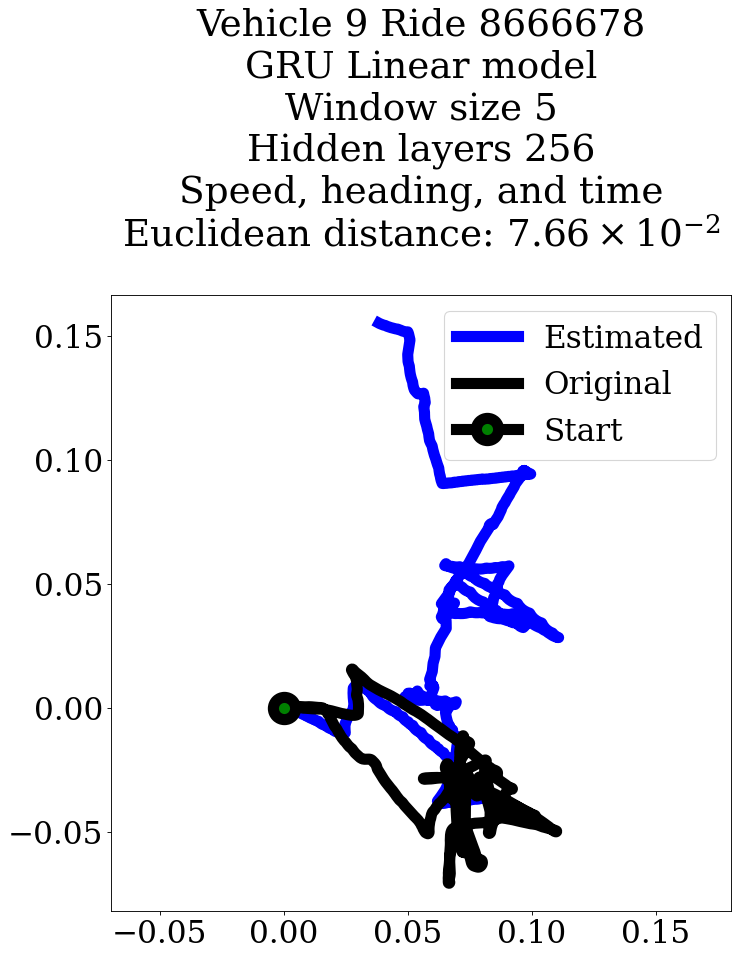 Vehicle 9 Ride 8666678
GRU Linear model
Window size 5
Hidden layers 256
Speed, heading, and time
Euclidean distance: 7.66 × 10⁻²
Estimated
Original
Start
0.15
0.10
0.05
0.00
−0.05
−0.05
0.00
0.05
0.10
0.15